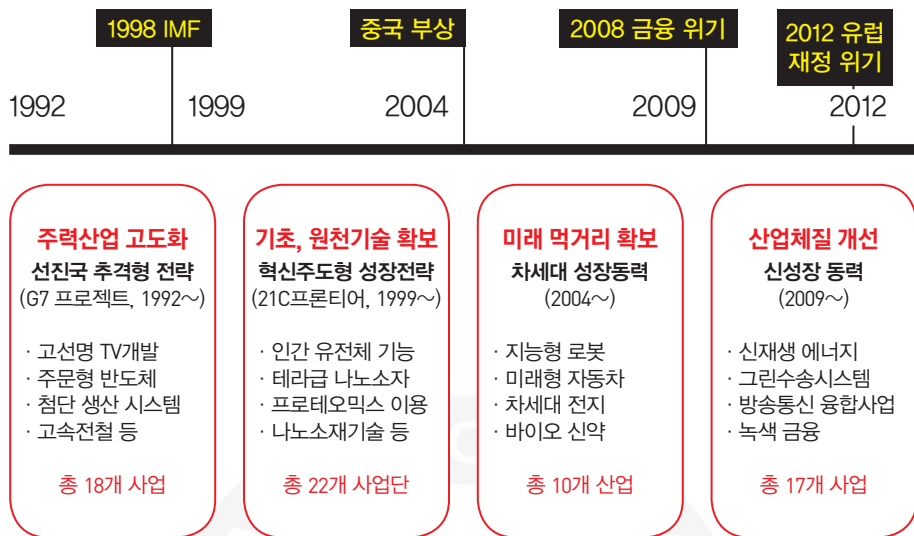 1998 IMF
중국 부상
2008 금융 위기
2012 유럽
재정 위기
1992
1999
2004
2009
2012
주력산업 고도화
선진국 추격형 전략
(G7 프로젝트, 1992~)
· 고선명 TV개발
· 주문형 반도체
· 첨단 생산 시스템
· 고속전철 등
총 18개 사업
기초, 원천기술 확보
혁신주도형 성장전략
(21C프론티어, 1999~)
· 인간 유전체 기능
· 테라급 나노소자
· 프로테오믹스 이용
· 나노소재기술 등
총 22개 사업단
미래 먹거리 확보
차세대 성장동력
(2004~)
· 지능형 로봇
· 미래형 자동차
· 차세대 전지
· 바이오 신약
총 10개 산업
산업체질 개선
신성장 동력
(2009~)
· 신재생 에너지
· 그린수송시스템
· 방송통신 융합사업
· 녹색 금융
총 17개 사업